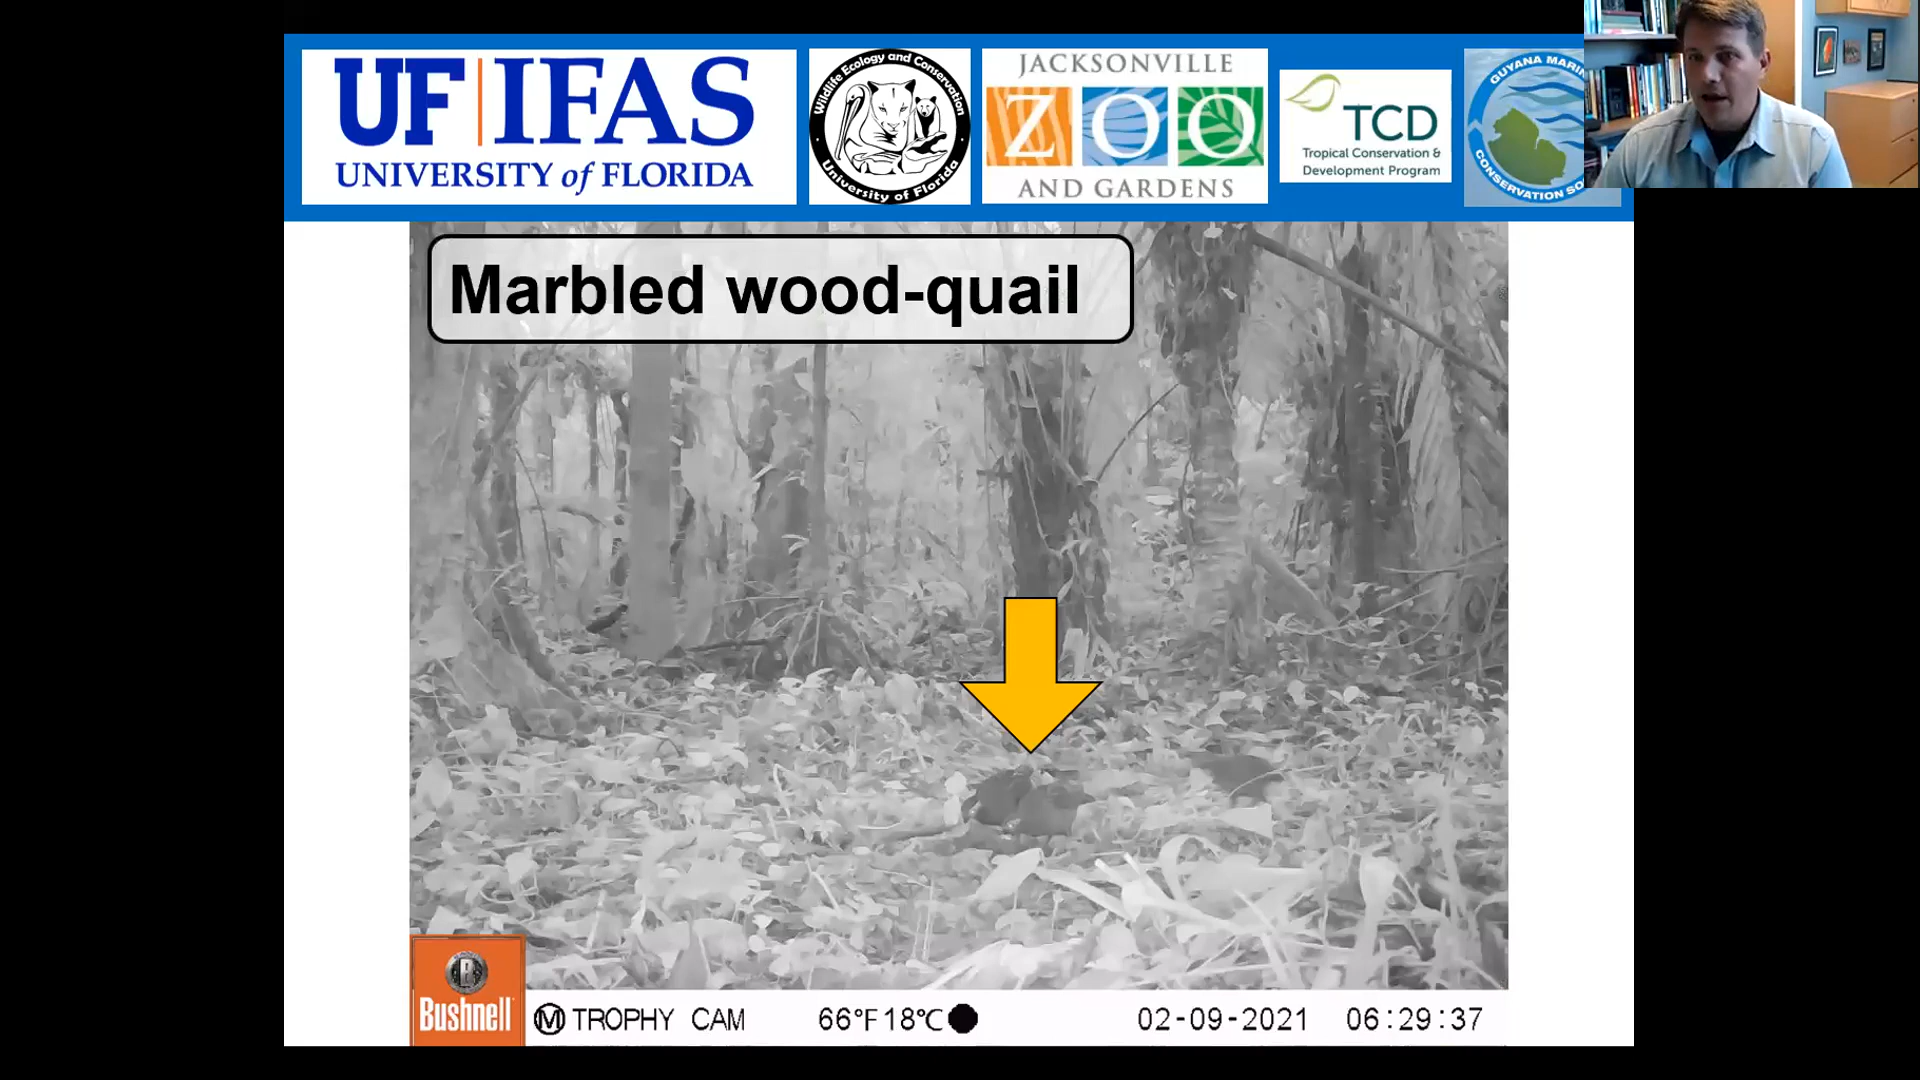 UF|IFAS
UNIVERSITY of FLORIDA
Wildlife Ecology and Conservation
University of Florida
JACKSONVILLE
ZOO
AND GARDENS
TCD
Tropical Conservation &
Development Program
GUYANA MARI
CONSERVATION SO
Marbled wood-quail
B
Bushnell
M TROPHY CAM 66°F18°C 02-09-2021 06:29:37